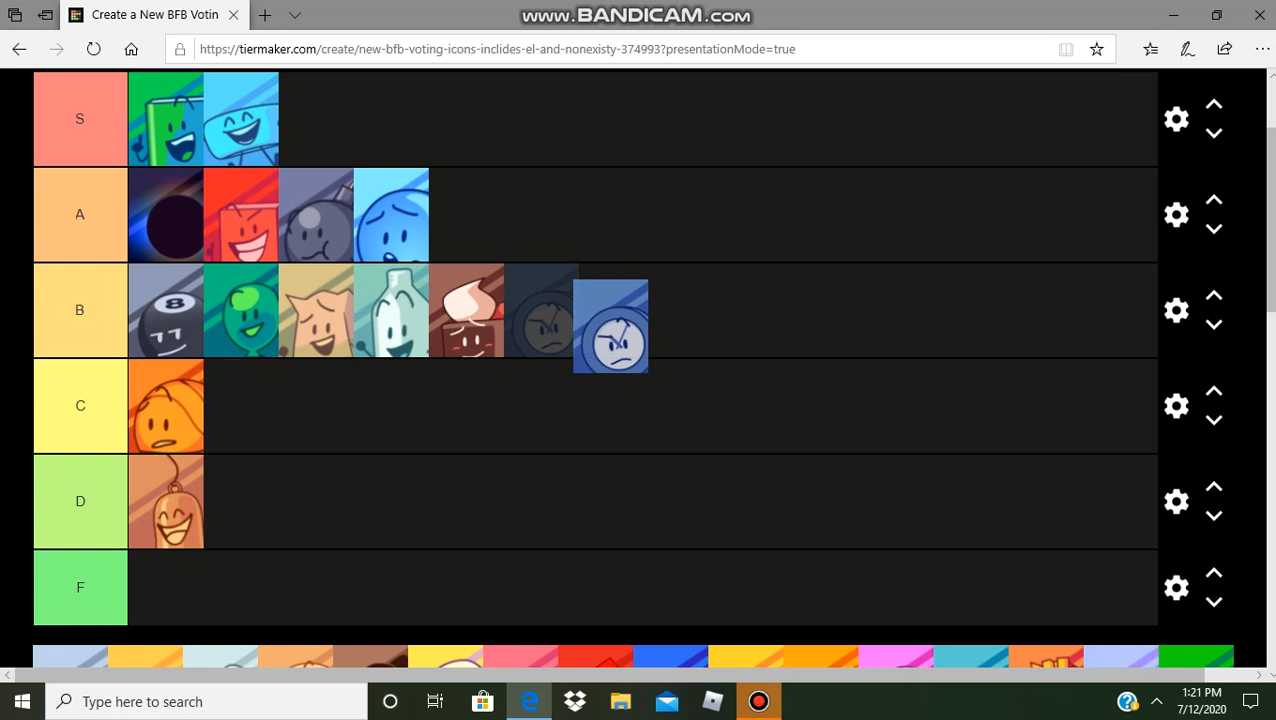 Create a New BFB Votin
www.BANDICAM.com
https://tiermaker.com/create/new-bfb-voting-icons-inclides-el-and-nonexisty-374993?presentationMode=true
S
A
B
8
C
D
F
Type here to search
1:21 PM
7/12/2020